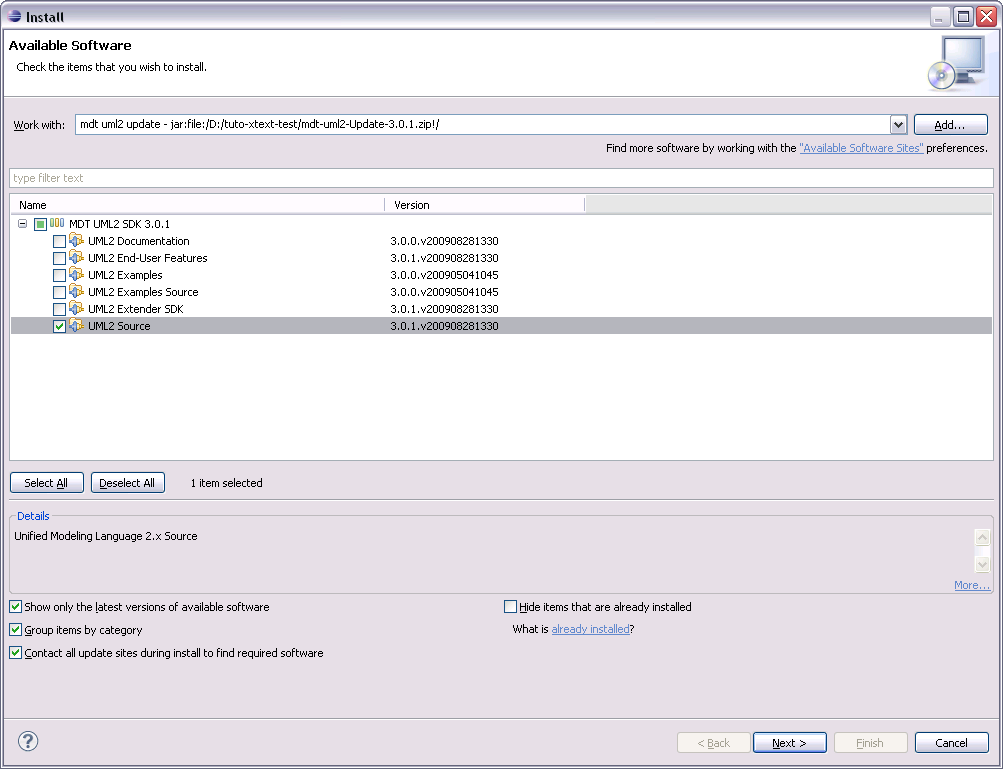 Install
Available Software
Check the items that you wish to install.
Work with: mdt uml2 update - jar:file:/D:/tuto-xtext-test/mdt-uml2-Update-3.0.1.zip!/ Add...
Find more software by working with the "Available Software Sites" preferences.
type filter text
Name Version
MDT UML2 SDK 3.0.1
UML2 Documentation 3.0.0.v200908281330
UML2 End-User Features 3.0.1.v200908281330
UML2 Examples 3.0.0.v200905041045
UML2 Examples Source 3.0.0.v200905041045
UML2 Extender SDK 3.0.1.v200908281330
UML2 Source 3.0.1.v200908281330
Select All Deselect All 1 item selected
Details
Unified Modeling Language 2.x Source
More...
Show only the latest versions of available software Hide items that are already installed
Group items by category What is already installed?
Contact all update sites during install to find required software
? < Back Next > Finish Cancel